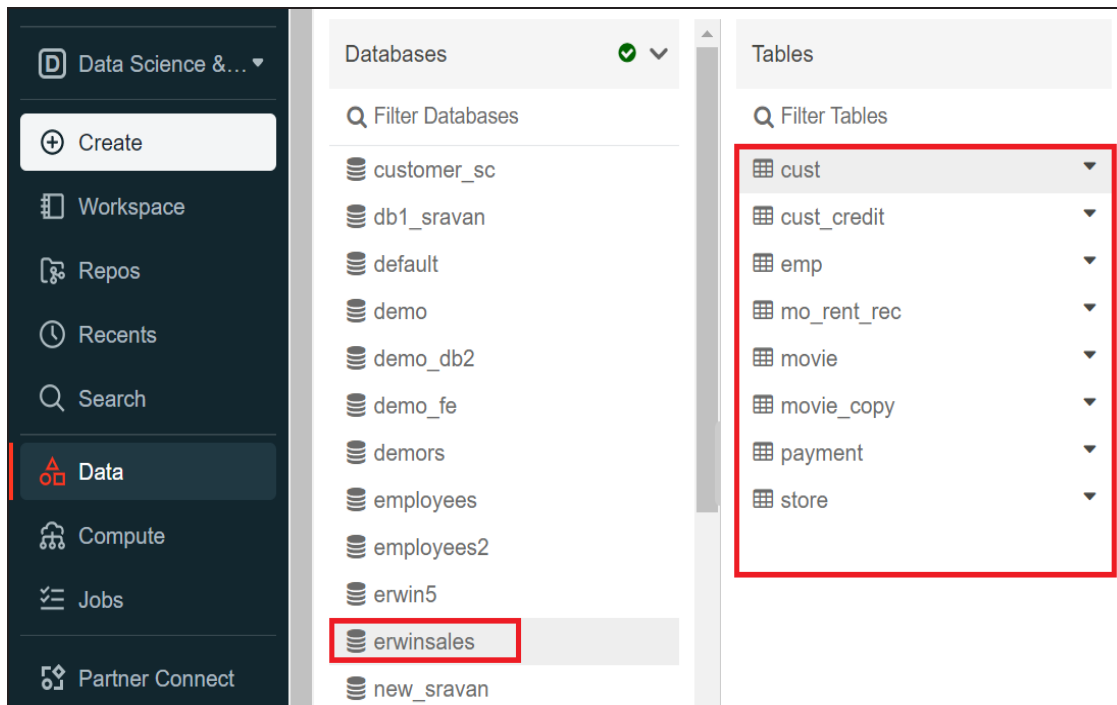 D Data Science &...
Create
Workspace
Repos
Recents
Search
Data
Compute
Jobs
Partner Connect
Databases
Filter Databases
customer_sc
db1_sravan
default
demo
demo_db2
demo_fe
demors
employees
employees2
erwin5
erwinsales
new_sravan
Tables
Filter Tables
cust
cust_credit
emp
mo_rent_rec
movie
movie_copy
payment
store